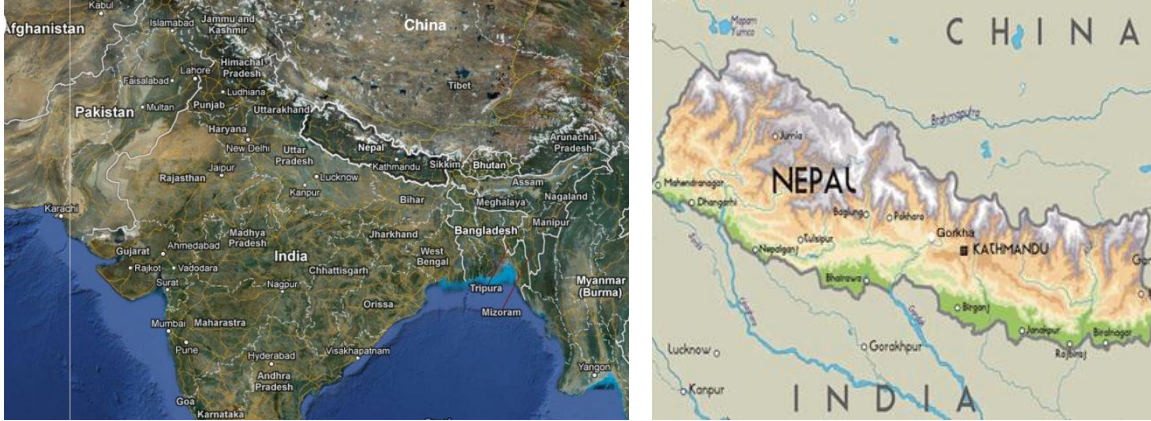 Kabul
Islamabad
Jammu and
Kashmir
China
Afghanistan
Himachal
Pradesh
Lahore
Faisalabad
Ludhiana
Tibet
Pakistan
Multan
Punjab
Uttarakhand
Haryana
New Delhi
Nepal
Arunachal
Pradesh
Uttar
Pradesh
Kathmandu
Sikkim
Bhutan
Jaipur
Rajasthan
Lucknow
Assam
Kanpur
Bihar
Meghalaya
Nagaland
Karachi
Manipur
Bangladesh
Madhya
Pradesh
Jharkhand
Gujarat
Ahmedabad
India
West
Bengal
Rajkot
Vadodara
Chhattisgarh
Myanmar
(Burma)
Surat
Nagpur
Tripura
Orissa
Mizoram
Mumbai
Maharastra
Pune
Visakhapatnam
Hyderabad
Andhra
Pradesh
Yangon
Goa
Karnataka
Mapam
Yumco
CHINA
Brahmaputra
Jumla
Mahendranagar
NEPAL
Dhangarhi
Baglung
Pokhara
Gorkha
Tulsipur
Nepalganj
KATHMANDU
Bhairawa
Birganj
Janakpur
Biratnagar
Rajbiraj
Lucknow
Gorakhpur
Kanpur
INDIA